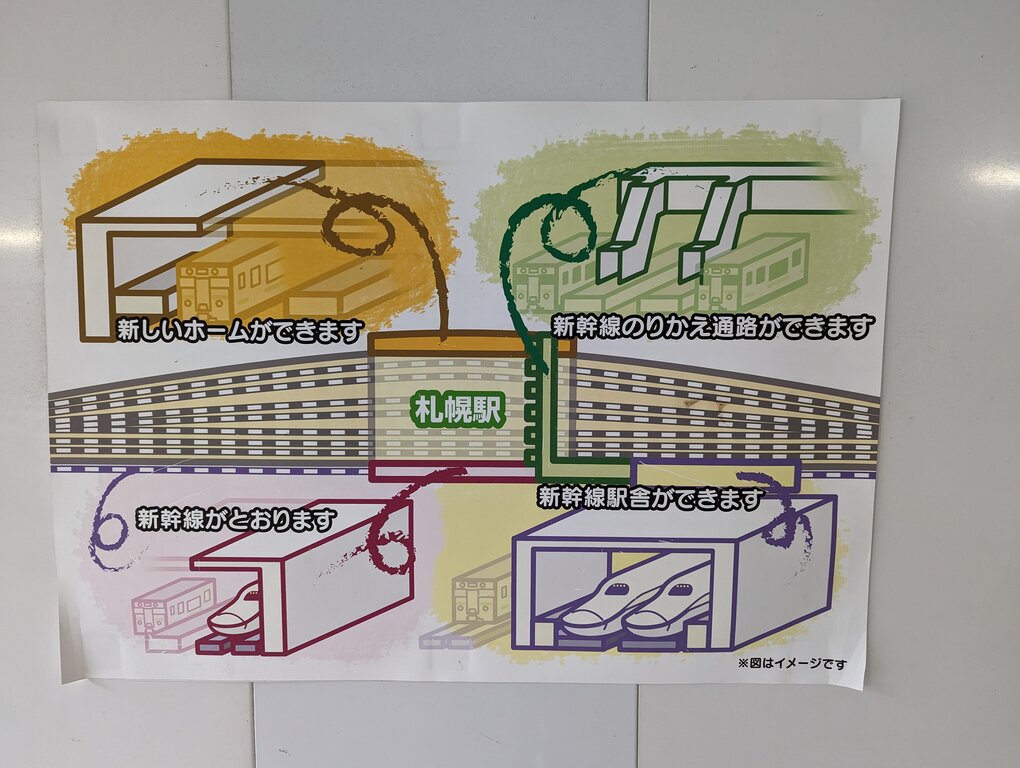 新しいホームができます
新幹線のりかえ通路ができます
札幌駅
新幹線がとおります
新幹線駅舎ができます
※図はイメージです